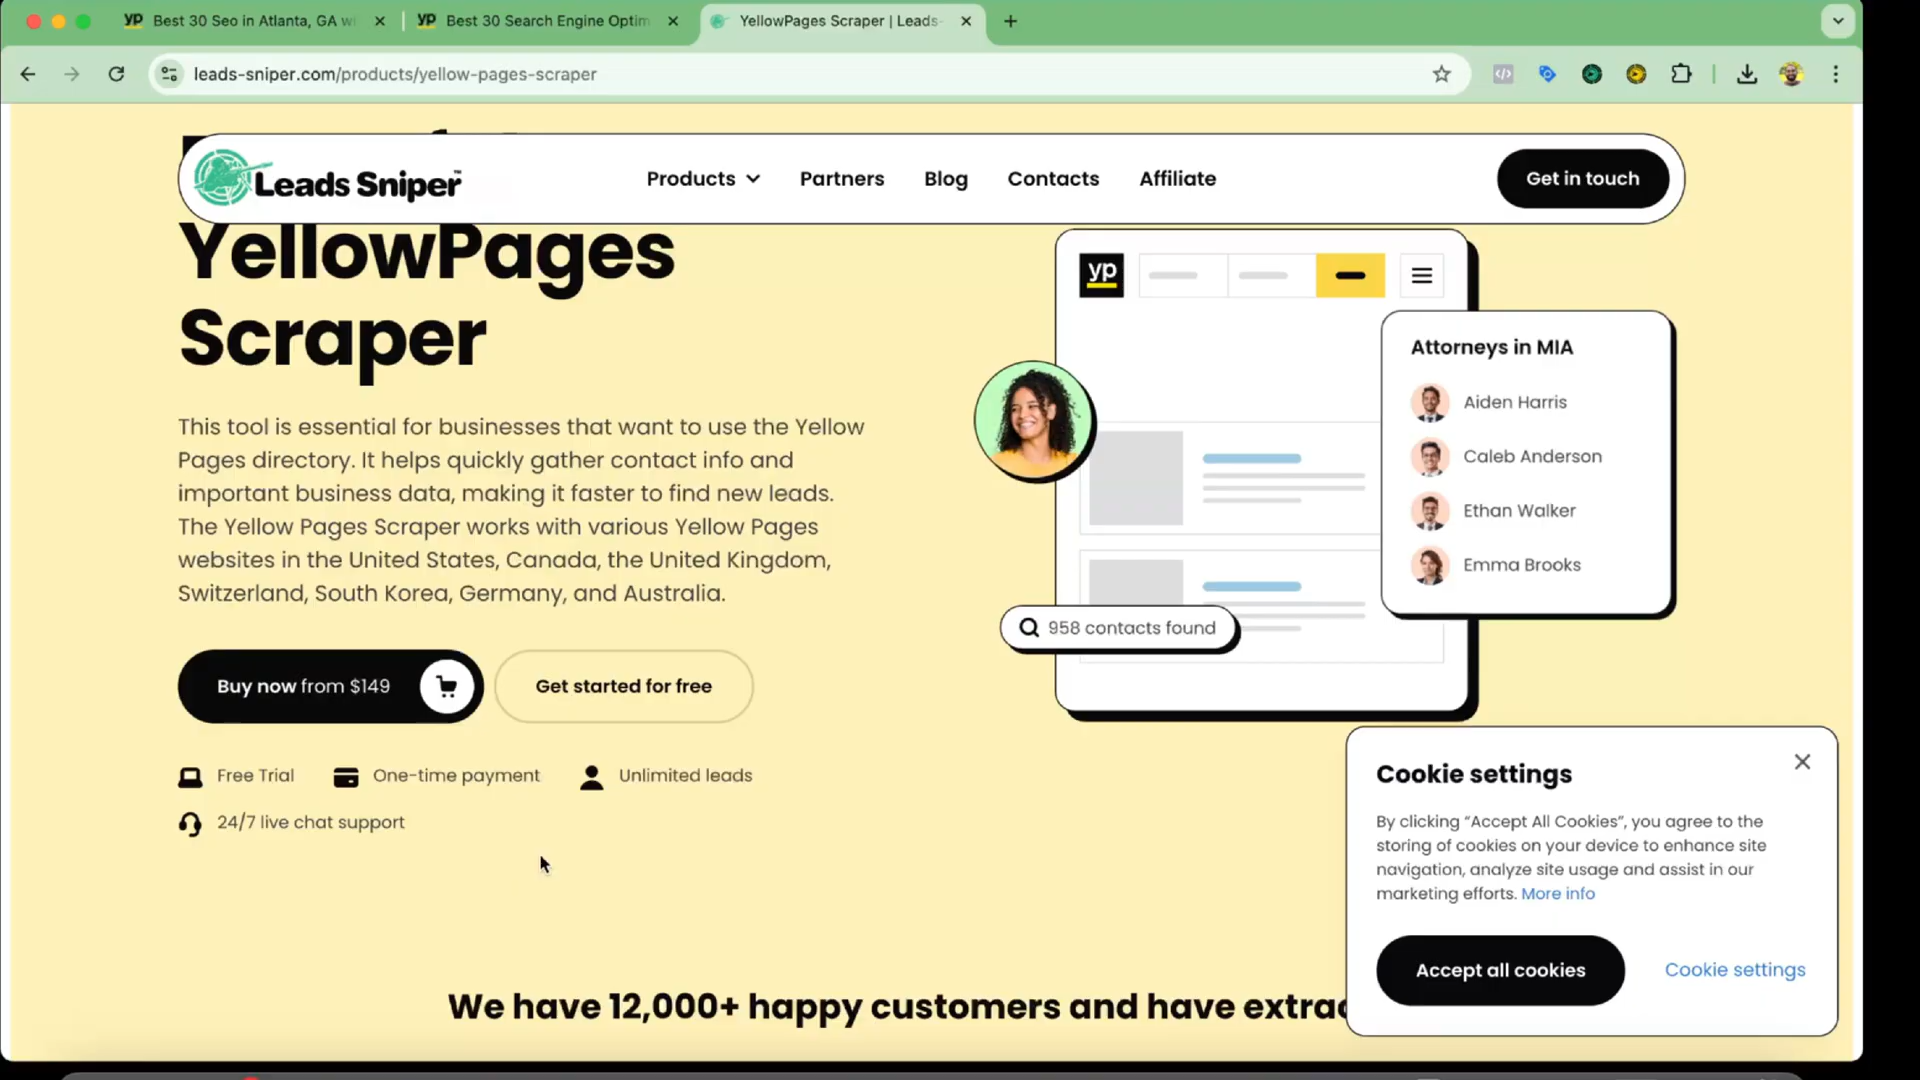 YP Best 30 Seo in Atlanta, GA wi
YP Best 30 Search Engine Optim
YellowPages Scraper | Leads-
leads-sniper.com/products/yellow-pages-scraper
Leads Sniper™
Products
Partners
Blog
Contacts
Affiliate
Get in touch
YellowPages
Scraper
This tool is essential for businesses that want to use the Yellow
Pages directory. It helps quickly gather contact info and
important business data, making it faster to find new leads.
The Yellow Pages Scraper works with various Yellow Pages
websites in the United States, Canada, the United Kingdom,
Switzerland, South Korea, Germany, and Australia.
Buy now from $149
Get started for free
Free Trial
One-time payment
Unlimited leads
24/7 live chat support
yp
Attorneys in MIA
Aiden Harris
Caleb Anderson
Ethan Walker
Emma Brooks
958 contacts found
Cookie settings
By clicking “Accept All Cookies”, you agree to the
storing of cookies on your device to enhance site
navigation, analyze site usage and assist in our
marketing efforts. More info
Accept all cookies
Cookie settings
We have 12,000+ happy customers and have extrac